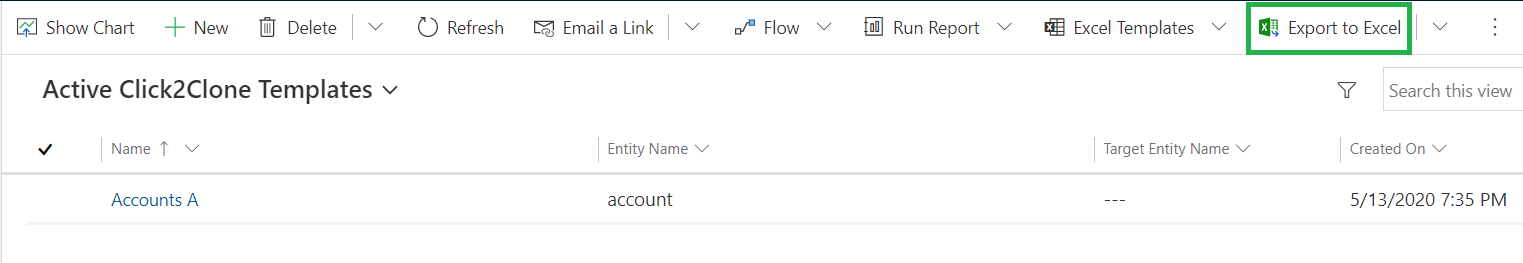 Show Chart New Delete Refresh Email a Link Flow Run Report Excel Templates Export to Excel
Active Click2Clone Templates Search this view
Name ↑ Entity Name Target Entity Name Created On
Accounts A account --- 5/13/2020 7:35 PM